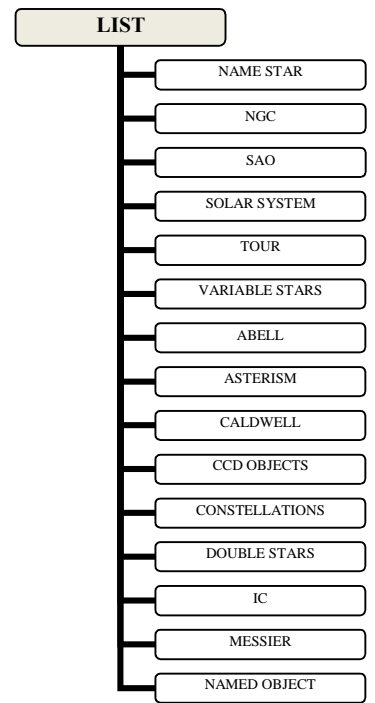 LIST
NAME STAR
NGC
SAO
SOLAR SYSTEM
TOUR
VARIABLE STARS
ABELL
ASTERISM
CALDWELL
CCD OBJECTS
CONSTELLATIONS
DOUBLE STARS
IC
MESSIER
NAMED OBJECT